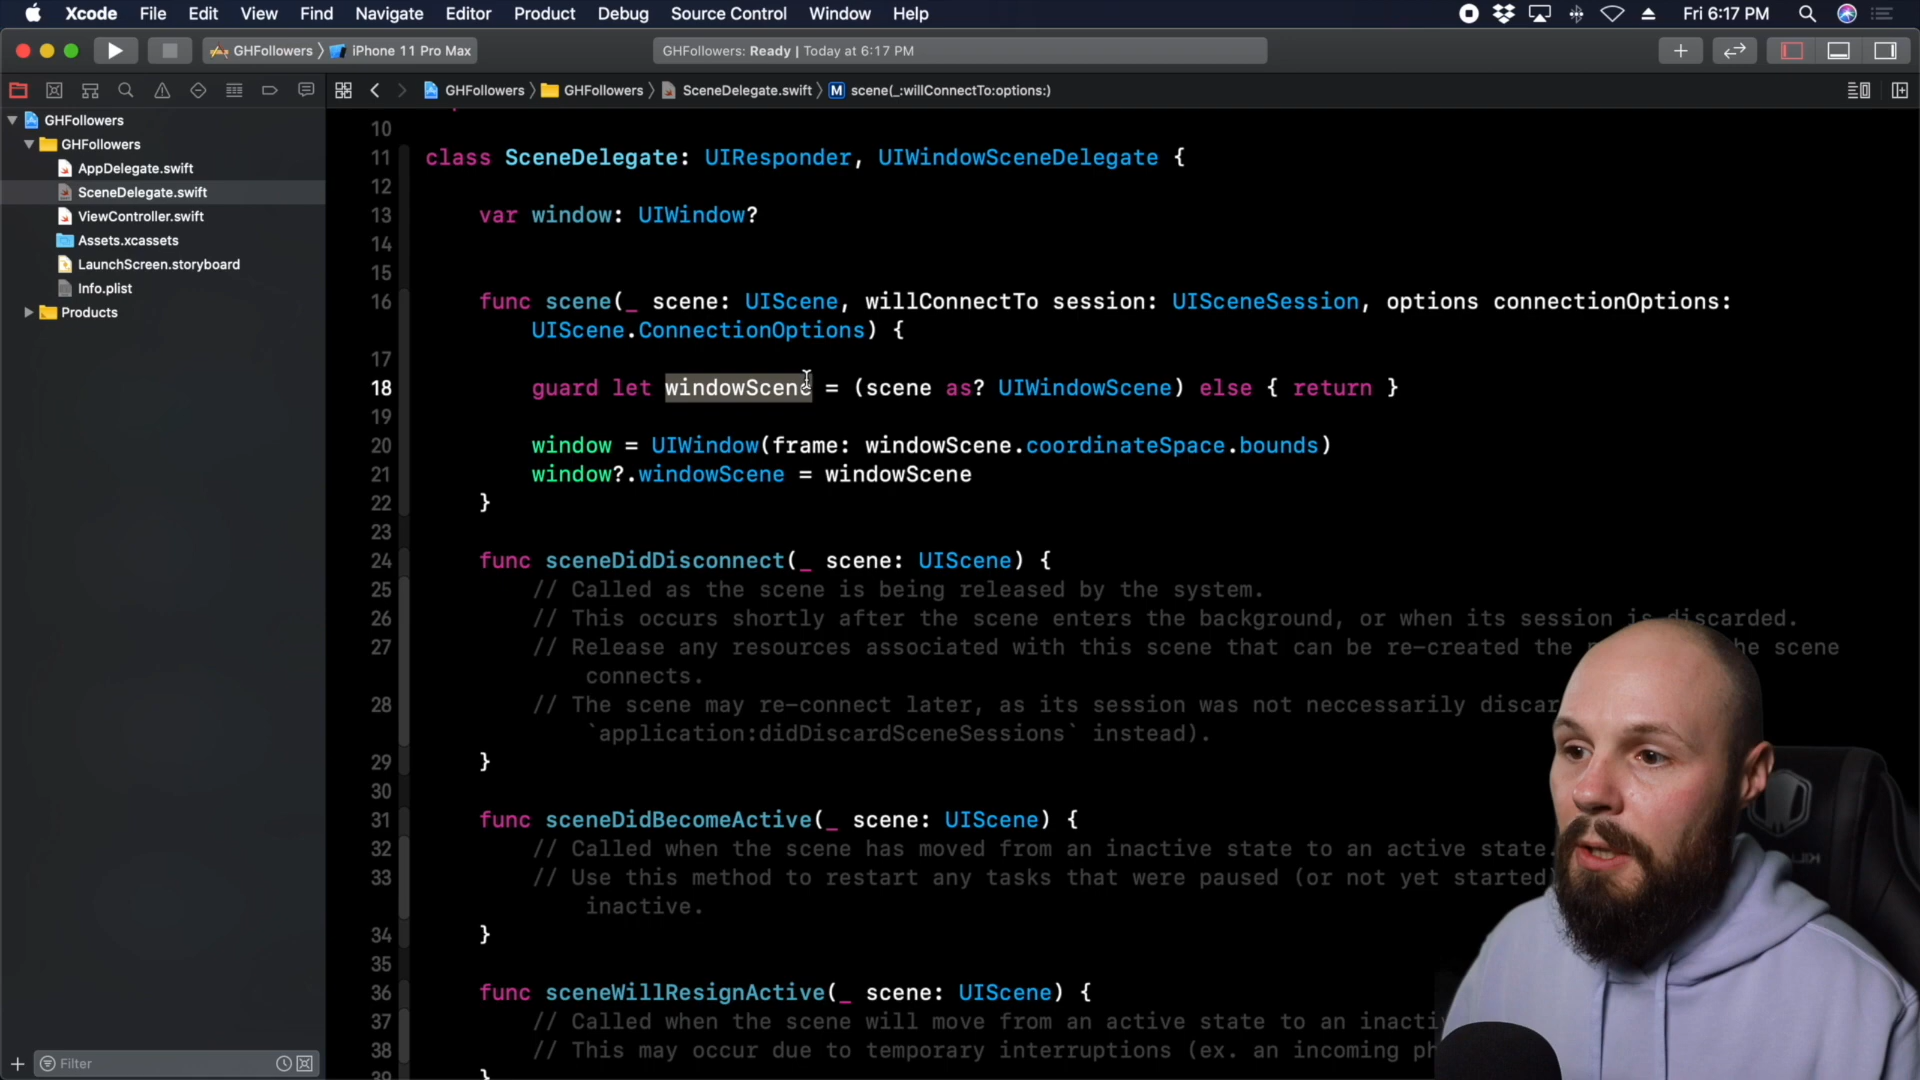 Xcode File Edit View Find Navigate Editor Product Debug Source Control Window Help Fri 6:17 PM
GHFollowers iPhone 11 Pro Max GHFollowers: Ready | Today at 6:17 PM
GHFollowers GHFollowers SceneDelegate.swift M scene(_:willConnectTo:options:)
GHFollowers
GHFollowers
AppDelegate.swift
SceneDelegate.swift
ViewController.swift
Assets.xcassets
LaunchScreen.storyboard
Info.plist
Products
Filter
10
11 class SceneDelegate: UIResponder, UIWindowSceneDelegate {
12
13 var window: UIWindow?
14
15
16 func scene(_ scene: UIScene, willConnectTo session: UISceneSession, options connectionOptions:
UIScene.ConnectionOptions) {
17
18 guard let windowScene = (scene as? UIWindowScene) else { return }
19
20 window = UIWindow(frame: windowScene.coordinateSpace.bounds)
21 window?.windowScene = windowScene
22 }
23
24 func sceneDidDisconnect(_ scene: UIScene) {
25 // Called as the scene is being released by the system.
26 // This occurs shortly after the scene enters the background, or when its session is discarded.
27 // Release any resources associated with this scene that can be re-created the he scene
connects.
28 // The scene may re-connect later, as its session was not neccessarily discar
`application:didDiscardSceneSessions` instead).
29 }
30
31 func sceneDidBecomeActive(_ scene: UIScene) {
32 // Called when the scene has moved from an inactive state to an active state.
33 // Use this method to restart any tasks that were paused (or not yet started)
inactive.
34 }
35
36 func sceneWillResignActive(_ scene: UIScene) {
37 // Called when the scene will move from an active state to an inacti
38 // This may occur due to temporary interruptions (ex. an incoming ph
39 }